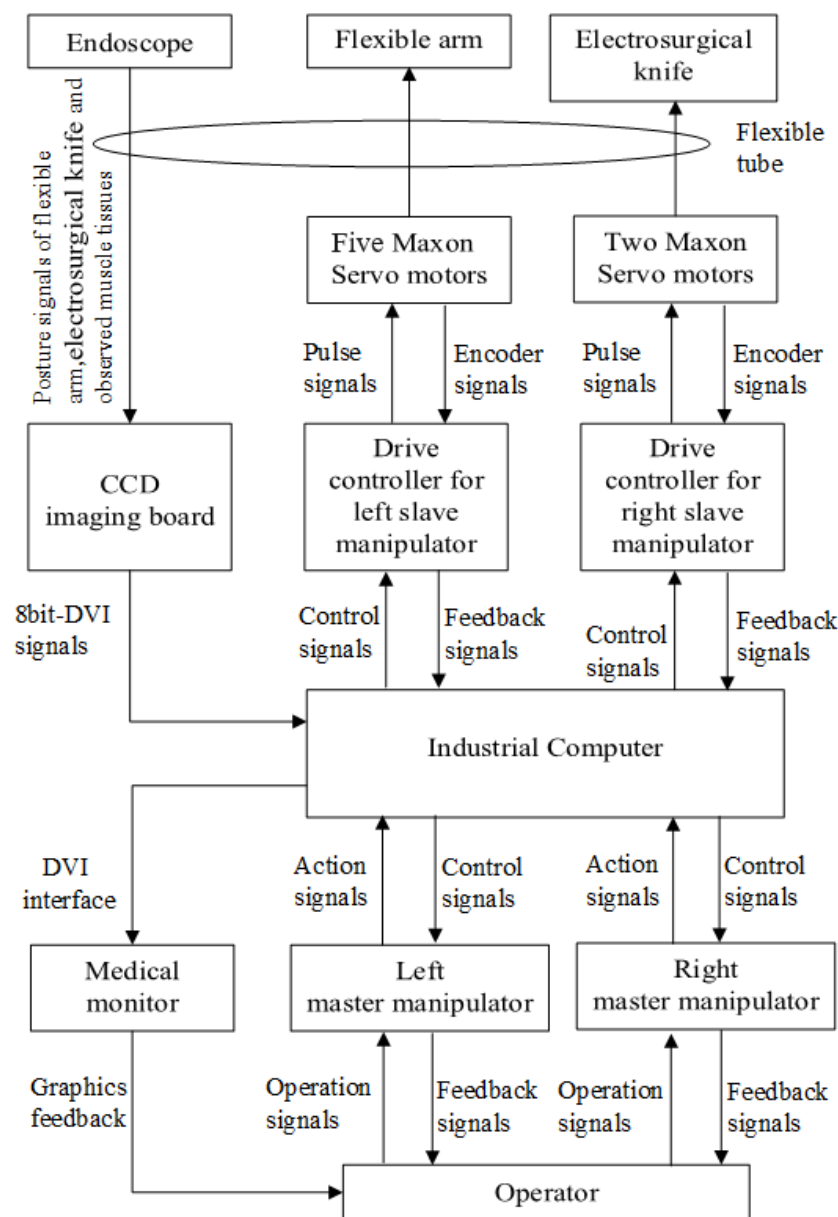 Endoscope
Flexible arm
Electrosurgical
knife
Flexible
tube
Posture signals of flexible
arm,electrosurgical knife and
observed muscle tissues
Five Maxon
Servo motors
Two Maxon
Servo motors
Pulse
signals
Encoder
signals
Pulse
signals
Encoder
signals
CCD
imaging board
Drive
controller for
left slave
manipulator
Drive
controller for
right slave
manipulator
8bit-DVI
signals
Control
signals
Feedback
signals
Control
signals
Feedback
signals
Industrial Computer
DVI
interface
Action
signals
Control
signals
Action
signals
Control
signals
Medical
monitor
Left
master manipulator
Right
master manipulator
Graphics
feedback
Operation
signals
Feedback
signals
Operation
signals
Feedback
signals
Operator